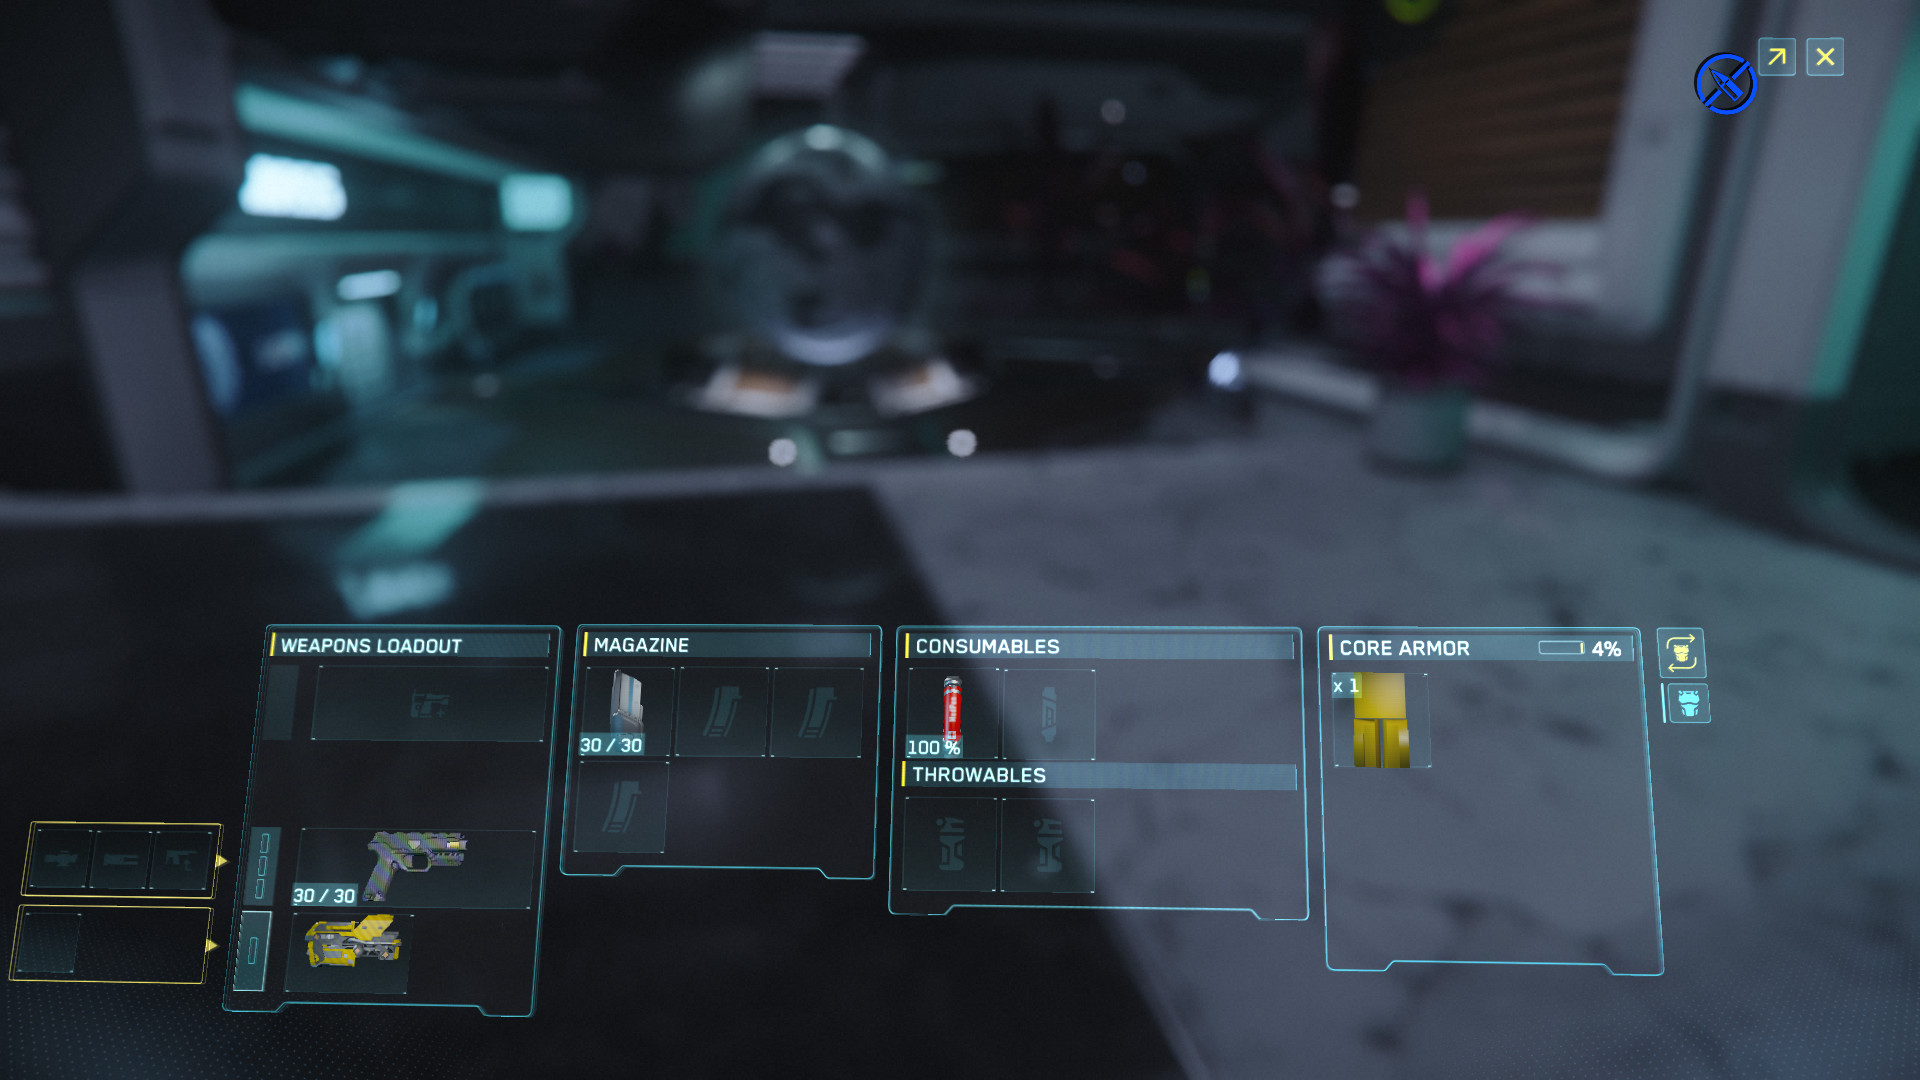 WEAPONS LOADOUT
30 / 30
MAGAZINE
30 / 30
CONSUMABLES
100 %
THROWABLES
CORE ARMOR 4%
x 1